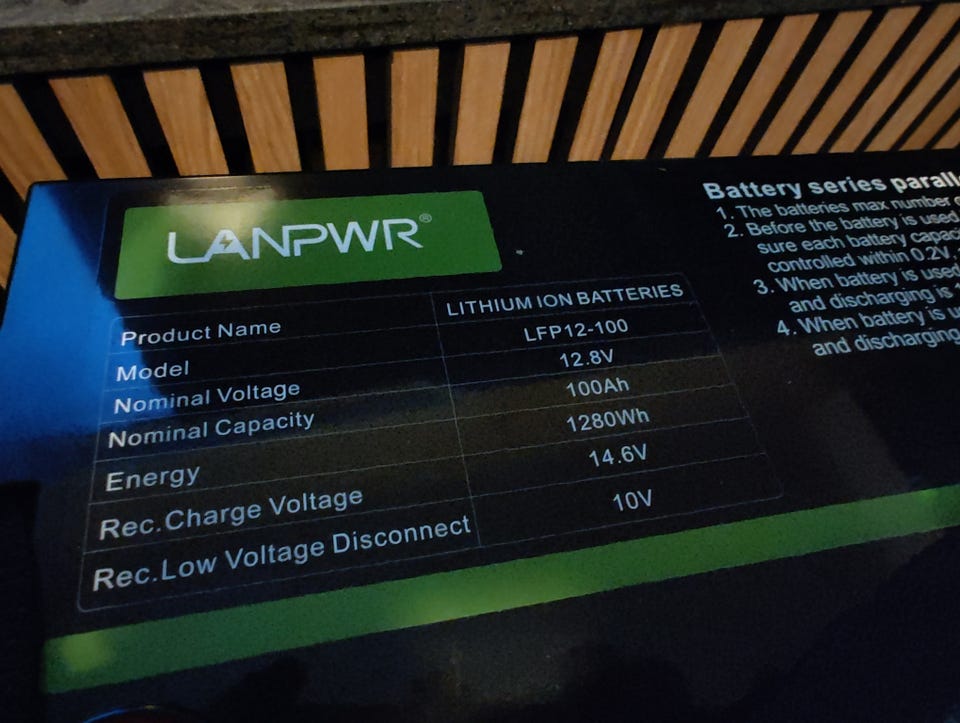 LANPWR®
Product Name LITHIUM ION BATTERIES
Model LFP12-100
Nominal Voltage 12.8V
Nominal Capacity 100Ah
Energy 1280Wh
Rec.Charge Voltage 14.6V
Rec.Low Voltage Disconnect 10V
Battery series
1. The batteries max number
2. Before the battery is used
sure each battery
controlled within 0.2V,
3. When battery is used
and discharging is
4. When battery is
and discharging